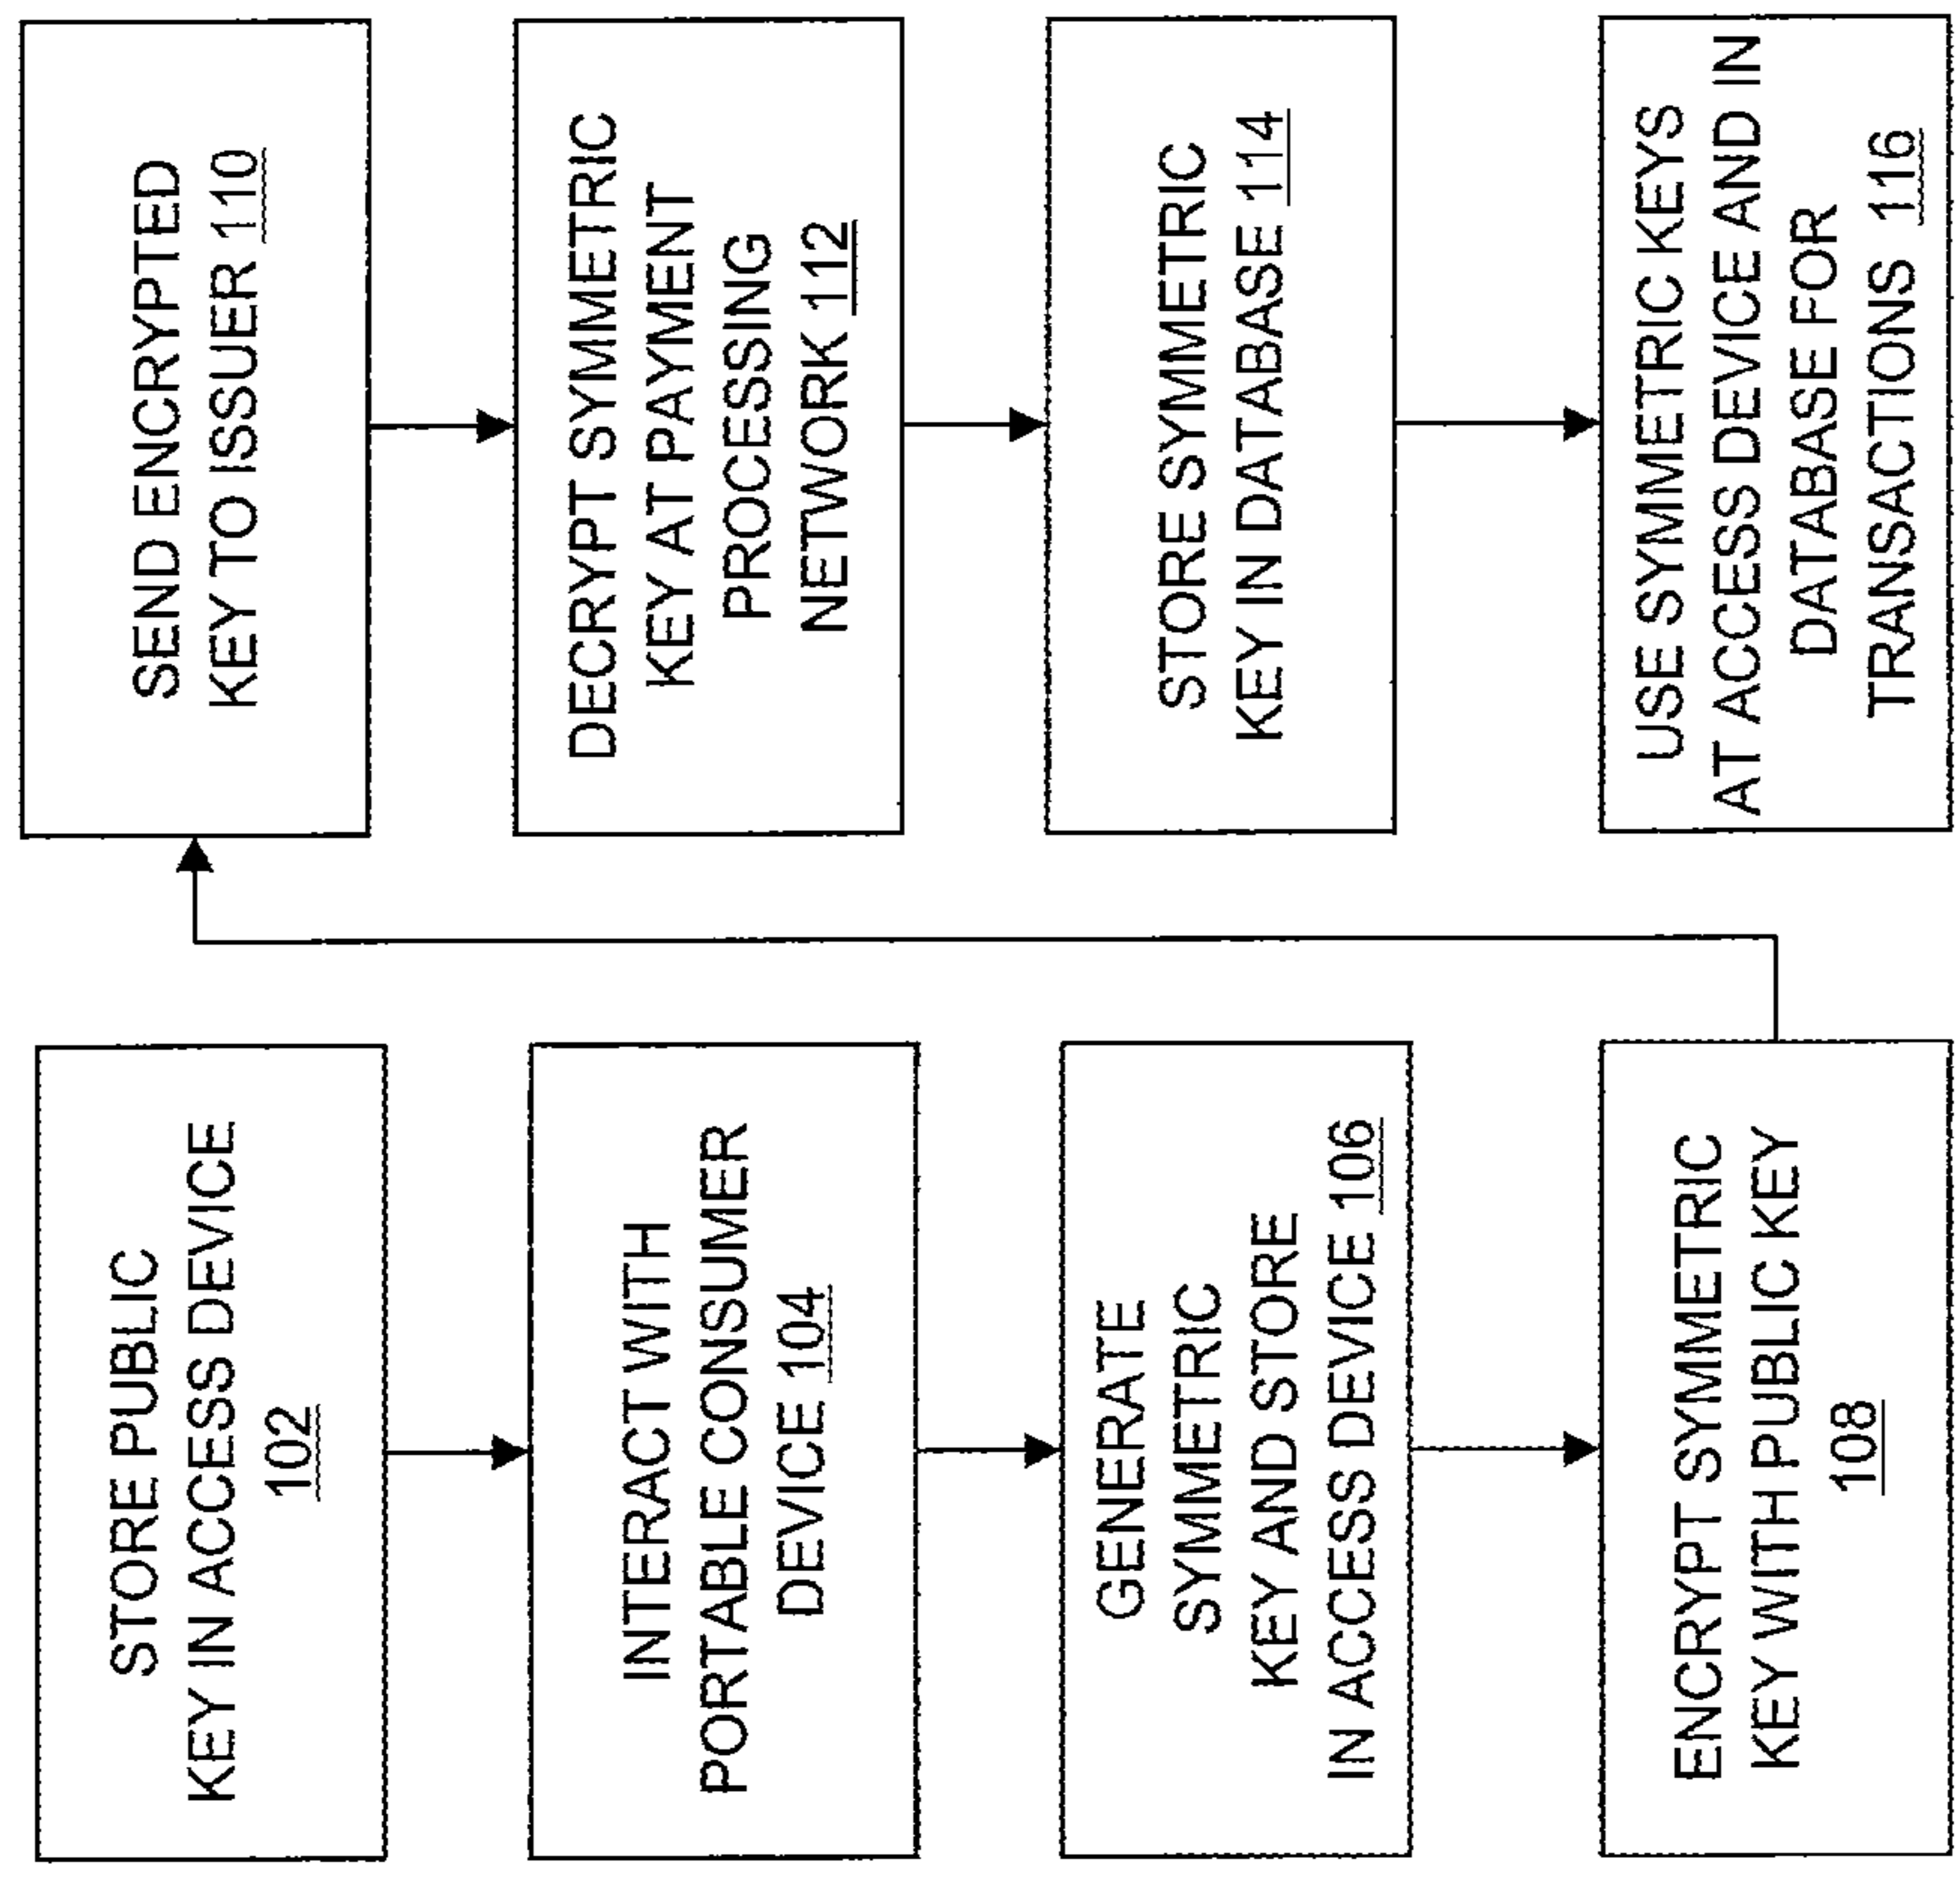 STORE PUBLIC
KEY IN ACCESS DEVICE
102
INTERACT WITH
PORTABLE CONSUMER
DEVICE 104
GENERATE
SYMMETRIC
KEY AND STORE
IN ACCESS DEVICE 106
ENCRYPT SYMMETRIC
KEY WITH PUBLIC KEY
108
SEND ENCRYPTED
KEY TO ISSUER 110
DECRYPT SYMMETRIC
KEY AT PAYMENT
PROCESSING
NETWORK 112
STORE SYMMETRIC
KEY IN DATABASE 114
USE SYMMETRIC KEYS
AT ACCESS DEVICE AND IN
DATABASE FOR
TRANSACTIONS 116